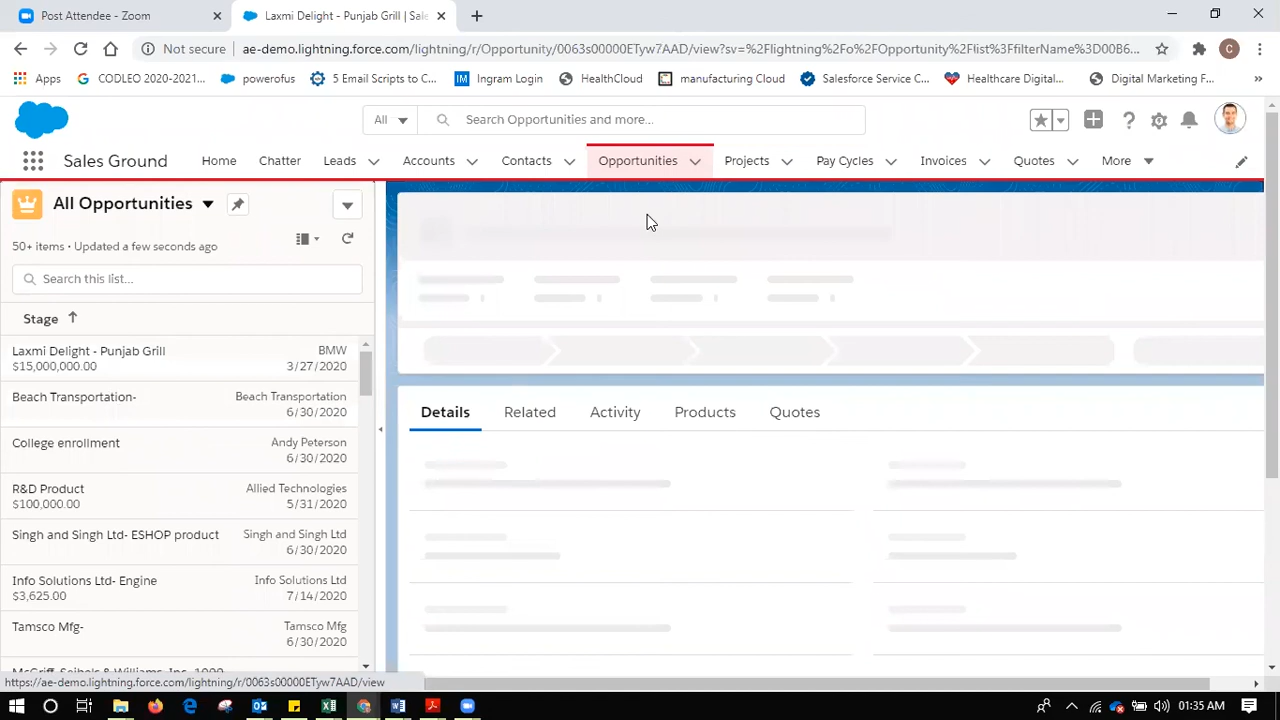 Post Attendee - Zoom
Laxmi Delight - Punjab Grill | Sale
Not secure
ae-demo.lightning.force.com/lightning/r/Opportunity/0063s00000ETyw7AAD/view?sv=%2Flightning%2Fo%2FOpportunity%2Flist%3FfilterName%3D00B6...
C
Apps
CODLEO 2020-2021...
powerofus
5 Email Scripts to C...
Ingram Login
HealthCloud
manufacturing Cloud
Salesforce Service C...
Healthcare Digital...
Digital Marketing F...
»
All
Search Opportunities and more...
Sales Ground
Home
Chatter
Leads
Accounts
Contacts
Opportunities
Projects
Pay Cycles
Invoices
Quotes
More
All Opportunities
50+ items • Updated a few seconds ago
Search this list...
Stage ↑
Laxmi Delight - Punjab Grill BMW
$15,000,000.00 3/27/2020
Beach Transportation- Beach Transportation
6/30/2020
College enrollment Andy Peterson
6/30/2020
R&D Product Allied Technologies
$100,000.00 5/31/2020
Singh and Singh Ltd- ESHOP product Singh and Singh Ltd
6/30/2020
Info Solutions Ltd- Engine Info Solutions Ltd
$3,625.00 7/14/2020
Tamsco Mfg- Tamsco Mfg
6/30/2020
McGriff, Seibels & Williams, Inc. 1000
Details
Related
Activity
Products
Quotes
https://ae-demo.lightning.force.com/lightning/r/0063s00000ETyw7AAD/view
01:35 AM